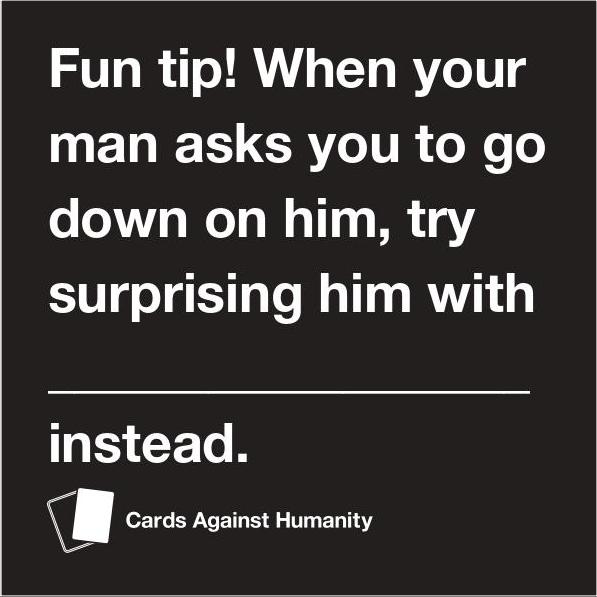 Fun tip! When your
man asks you to go
down on him, try
surprising him with
____________________
instead.
Cards Against Humanity